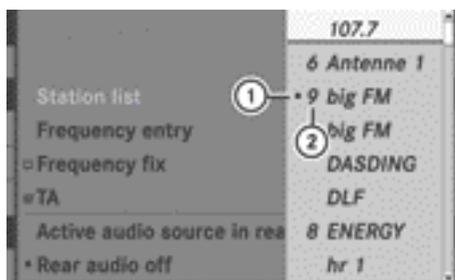 107.7
6 Antenne 1
Station list
1
• 9 big FM
Frequency entry
2
big FM
Frequency fix
DASDING
TA
DLF
Active audio source in rea
8 ENERGY
• Rear audio off
hr 1